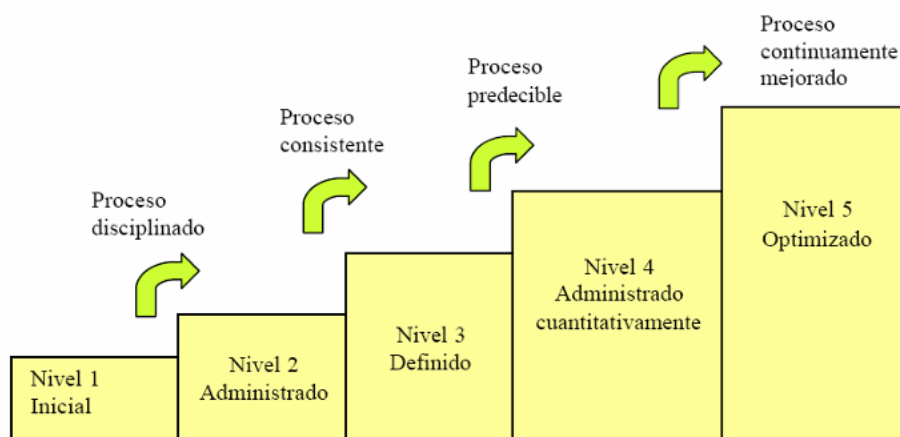 Proceso
continuamente
mejorado
Proceso
predecible
Proceso
consistente
Proceso
disciplinado
Nivel 1
Inicial
Nivel 2
Administrado
Nivel 3
Definido
Nivel 4
Administrado
cuantitativamente
Nivel 5
Optimizado